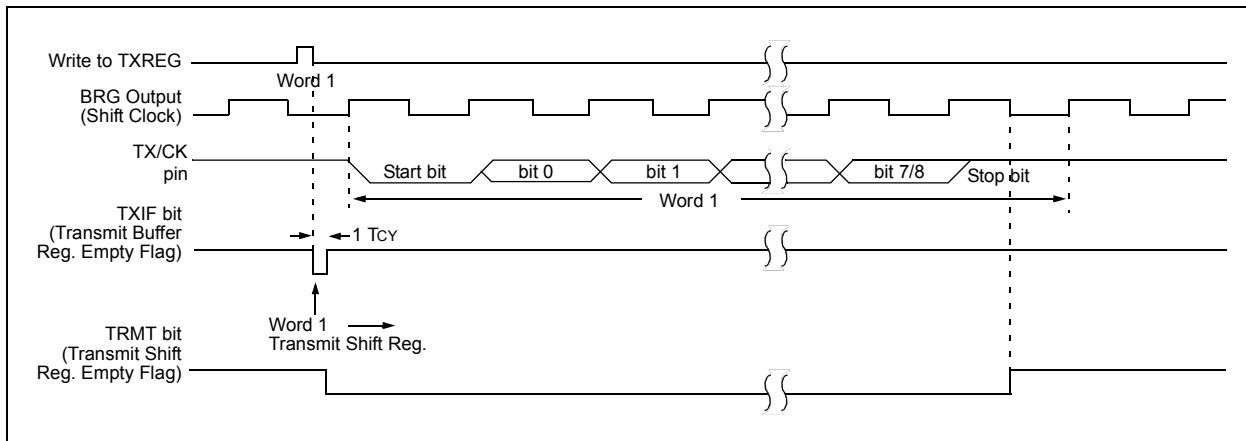 Write to TXREG
Word 1
BRG Output
(Shift Clock)
TX/CK
pin
Start bit
bit 0
bit 1
bit 7/8
Stop bit
Word 1
TXIF bit
(Transmit Buffer
Reg. Empty Flag)
1 TCY
Word 1
Transmit Shift Reg.
TRMT bit
(Transmit Shift
Reg. Empty Flag)